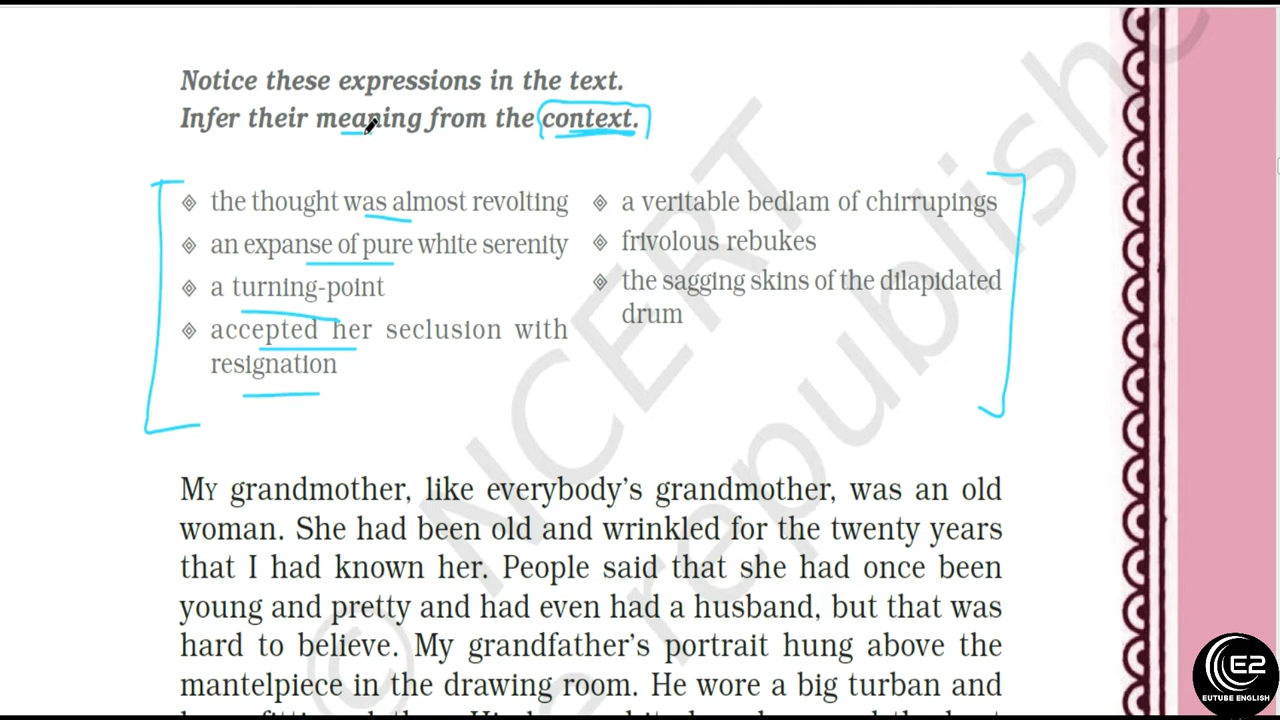 Notice these expressions in the text.
Infer their meaning from the context.
the thought was almost revolting
an expanse of pure white serenity
a turning-point
accepted her seclusion with
resignation
a veritable bedlam of chirrupings
frivolous rebukes
the sagging skins of the dilapidated
drum
MY grandmother, like everybody's grandmother, was an old
woman. She had been old and wrinkled for the twenty years
that I had known her. People said that she had once been
young and pretty and had even had a husband, but that was
hard to believe. My grandfather's portrait hung above the
mantelpiece in the drawing room. He wore a big turban and
© NCERT
republishe
E2
EUTUBE ENGLISH